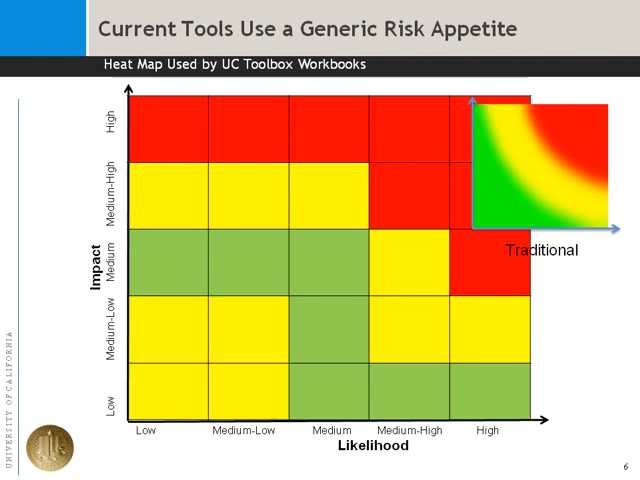 Current Tools Use a Generic Risk Appetite
Heat Map Used by UC Toolbox Workbooks
High
Medium-High
Medium
Medium-Low
Low
Impact
Traditional
Low
Medium-Low
Medium
Medium-High
High
Likelihood
UNIVERSITY OF CALIFORNIA
6